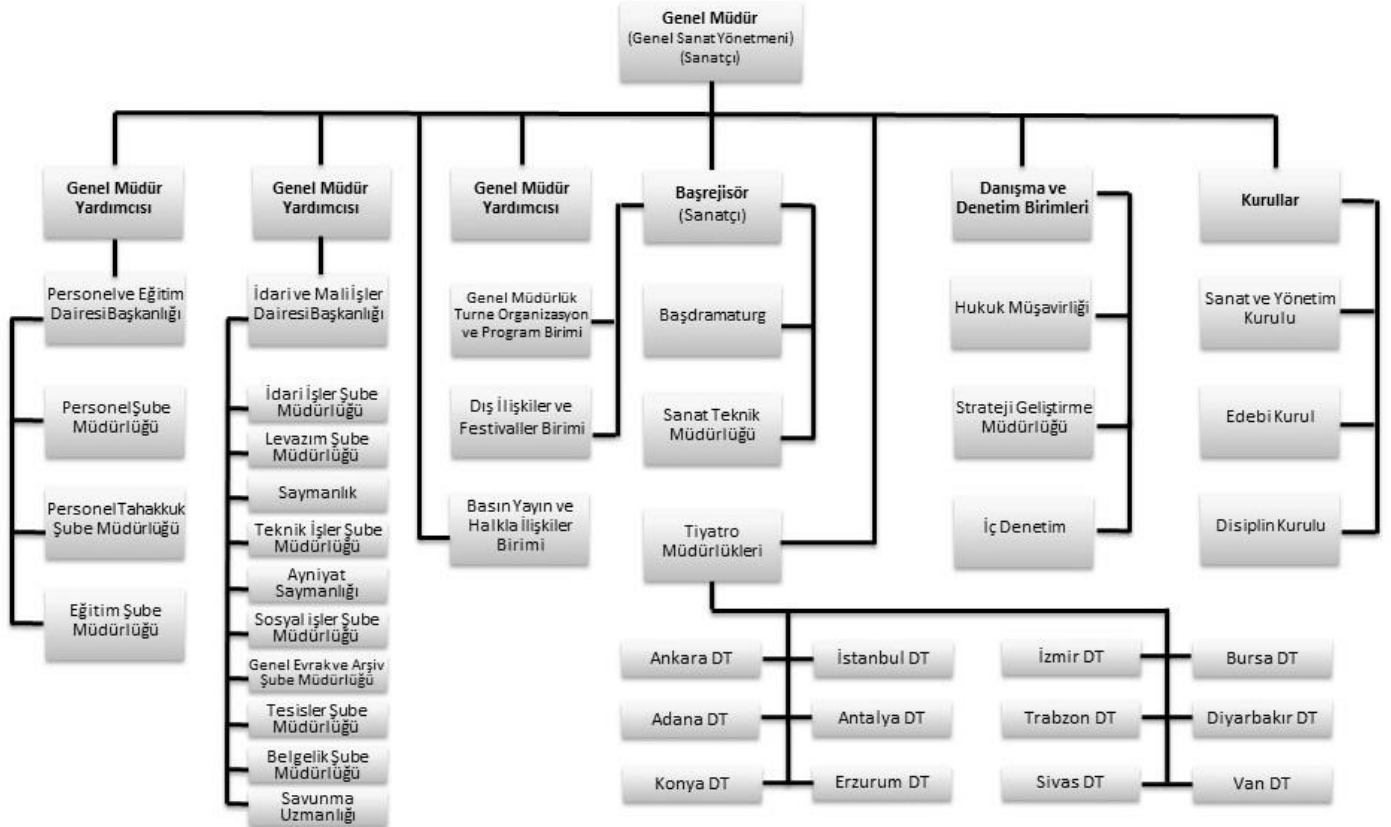 Genel Müdür
(Genel Sanat Yönetmeni)
(Sanatçı)
Genel Müdür
Yardımcısı
Genel Müdür
Yardımcısı
Genel Müdür
Yardımcısı
Başrejisör
(Sanatçı)
Danışma ve
Denetim Birimleri
Kurullar
Personel ve Eğitim
Dairesi Başkanlığı
Personel Şube
Müdürlüğü
Personel Tahakkuk
Şube Müdürlüğü
Eğitim Şube
Müdürlüğü
İdari ve Mali İşler
Dairesi Başkanlığı
İdari İşler Şube
Müdürlüğü
Levazım Şube
Müdürlüğü
Saymanlık
Teknik İşler Şube
Müdürlüğü
Ayniyat
Saymanlığı
Sosyal işler Şube
Müdürlüğü
Genel Evrak ve Arşiv
Şube Müdürlüğü
Tesisler Şube
Müdürlüğü
Belgelik Şube
Müdürlüğü
Savunma
Uzmanlığı
Genel Müdürlük
Turne Organizasyon
ve Program Birimi
Dış İlişkiler ve
Festivaller Birimi
Basın Yayın ve
Halkla İlişkiler
Birimi
Başdramaturg
Sanat Teknik
Müdürlüğü
Tiyatro
Müdürlükleri
Hukuk Müşavirliği
Strateji Geliştirme
Müdürlüğü
İç Denetim
Sanat ve Yönetim
Kurulu
Edebi Kurul
Disiplin Kurulu
Ankara DT
İstanbul DT
İzmir DT
Bursa DT
Adana DT
Antalya DT
Trabzon DT
Diyarbakır DT
Konya DT
Erzurum DT
Sivas DT
Van DT